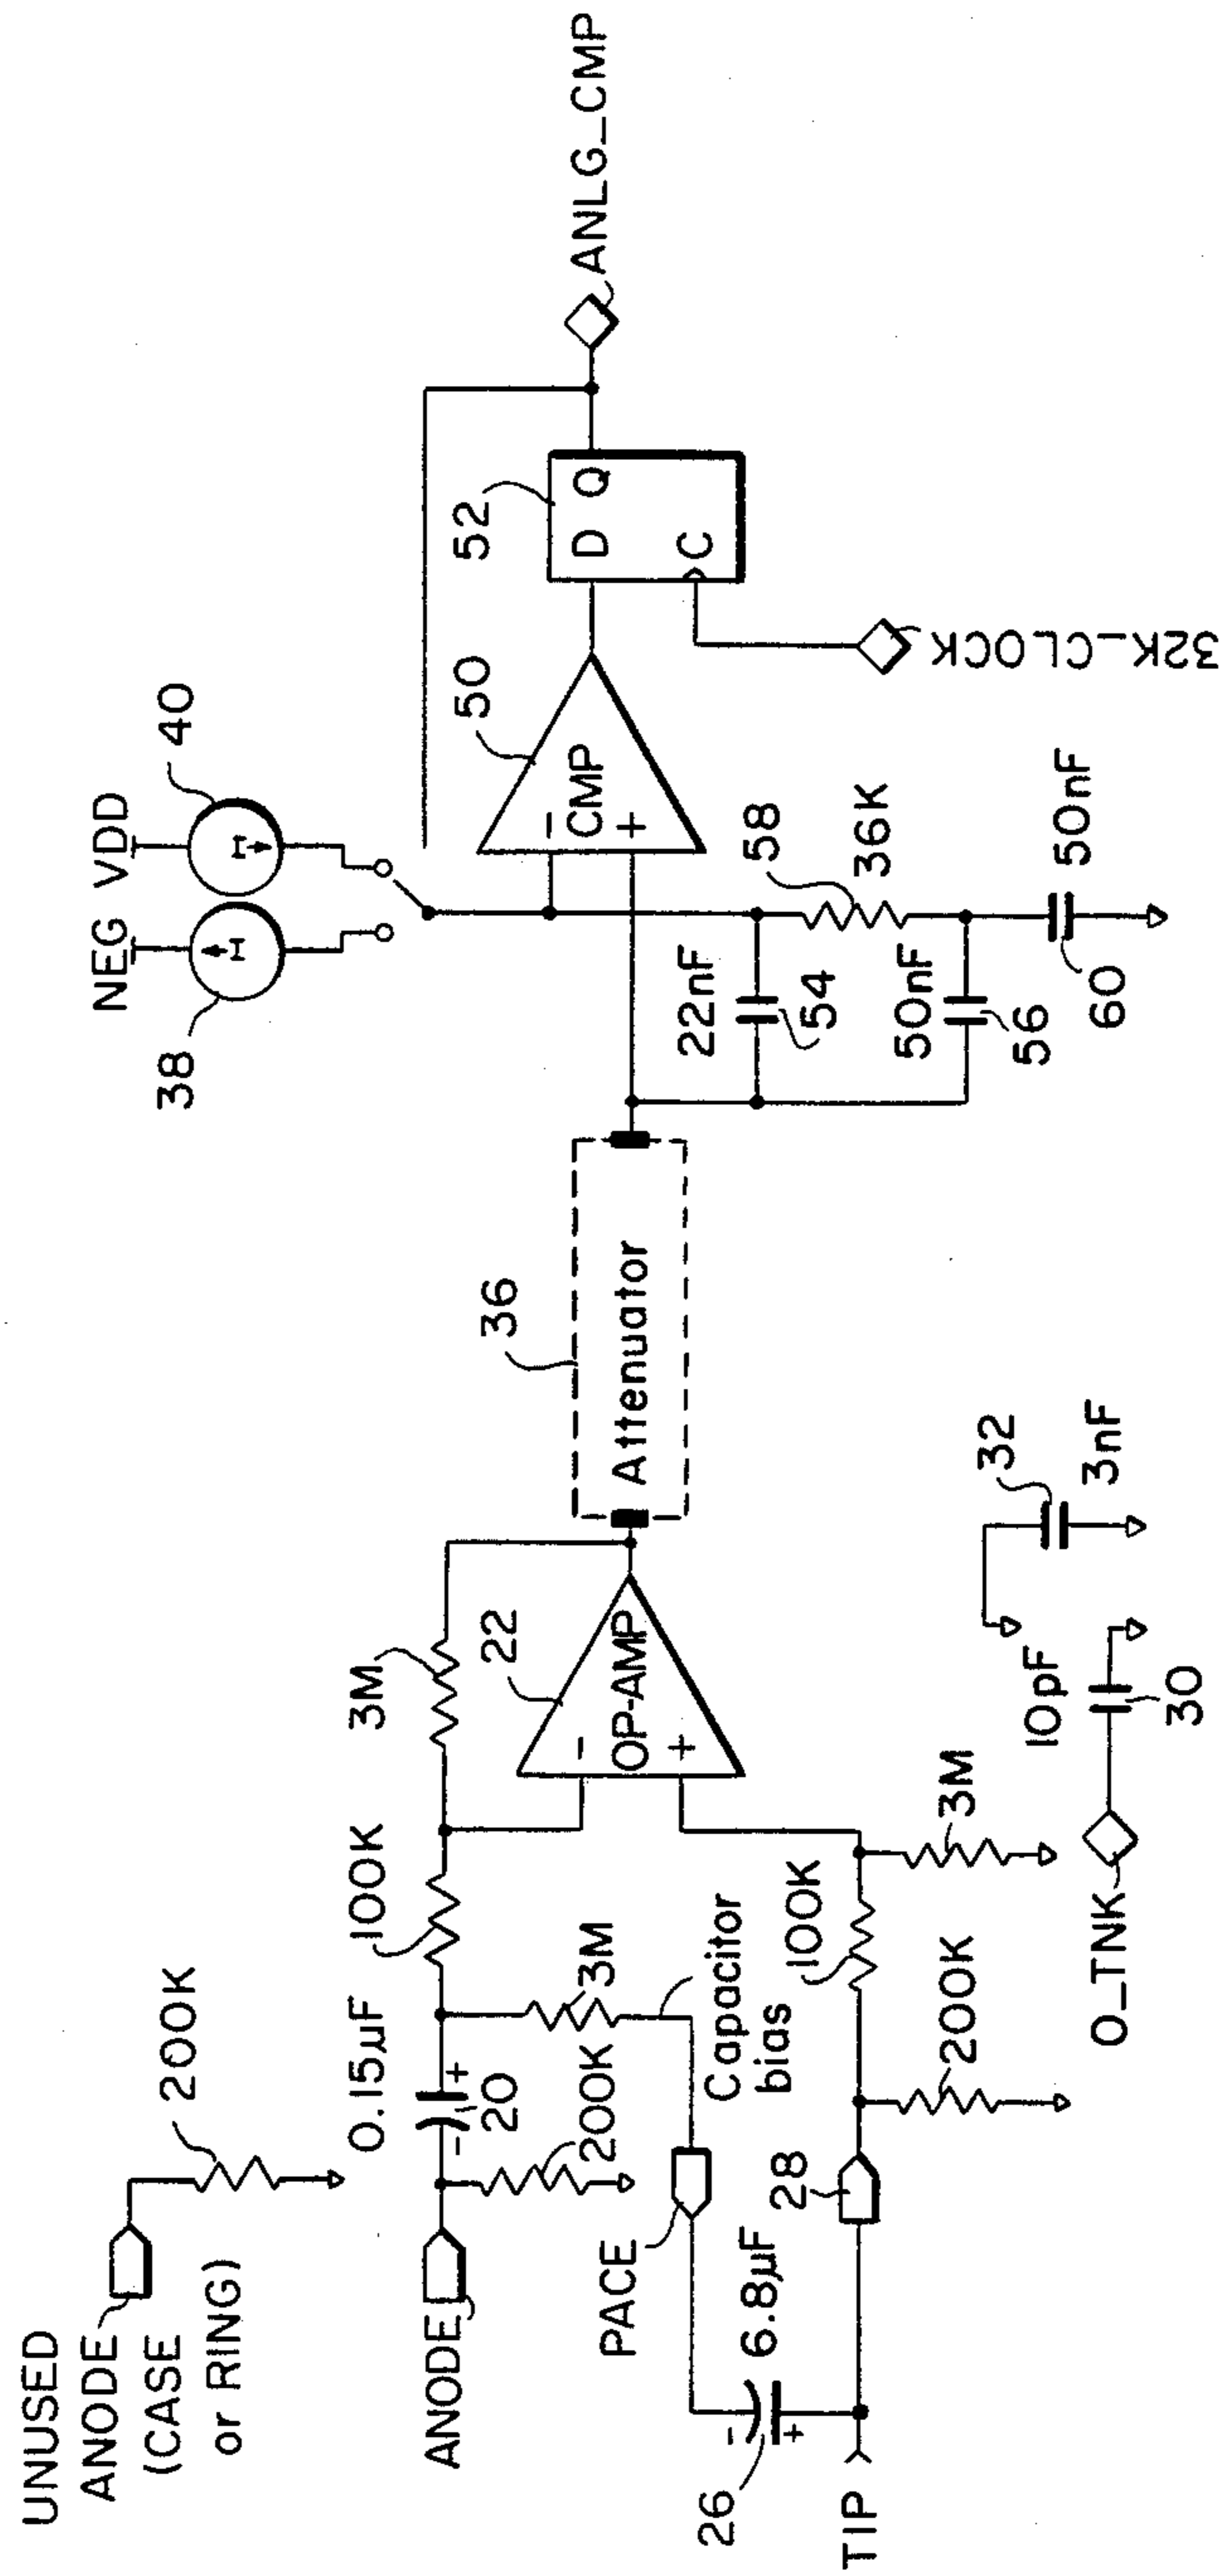 UNUSED
ANODE
(CASE
or RING)
200K
ANODE
0.15µF
-
+
20
200K
100K
3M
3M
Capacitor
bias
PACE
6.8µF
-
+
26
TIP
28
200K
100K
3M
22
OP-AMP
-
+
O_TNK
10pF
30
32
3nF
36
Attenuator
NEG
VDD
38
40
I
I
50
CMP
-
+
22nF
54
50nF
56
58
36K
60
50nF
52
D
Q
C
32K_CLOCK
ANLG_CMP